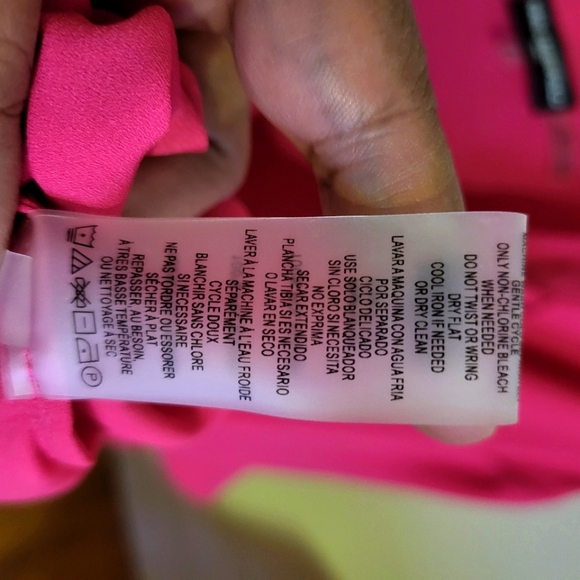 GENTLE CYCLE
ONLY NON-CHLORINE BLEACH
WHEN NEEDED
DO NOT TWIST OR WRING
DRY FLAT
COOL IRON IF NEEDED
OR DRY CLEAN
LAVAR A MAQUINA CON AGUA FRIA
POR SEPARADO
CICLO DELICADO
USE SOLO BLANQUEADOR
SIN CLORO SI NECESITA
NO EXPRIMA
SECAR EXTENDIDO
PLANCHA TIBIA SI ES NECESARIO
O LAVAR EN SECO
LAVER À LA MACHINE À L'EAU FROIDE
SEPAREMENT
CYCLE DOUX
BLANCHIR SANS CHLORE
SI NECESSAIRE
NE PAS TORDRE OU ESSORER
SÉCHER À PLAT
REPASSER AU BESOIN,
À TRES BASSE TEMPÉRATURE
OU NETTOYAGE À SEC